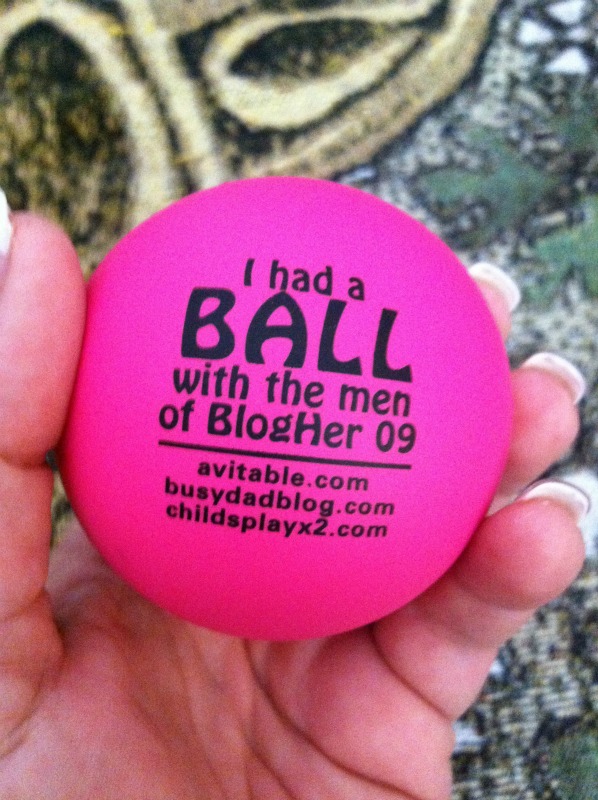 I had a
BALL
with the men
of BlogHer 09
avitable.com
busydadblog.com
childsplayx2.com